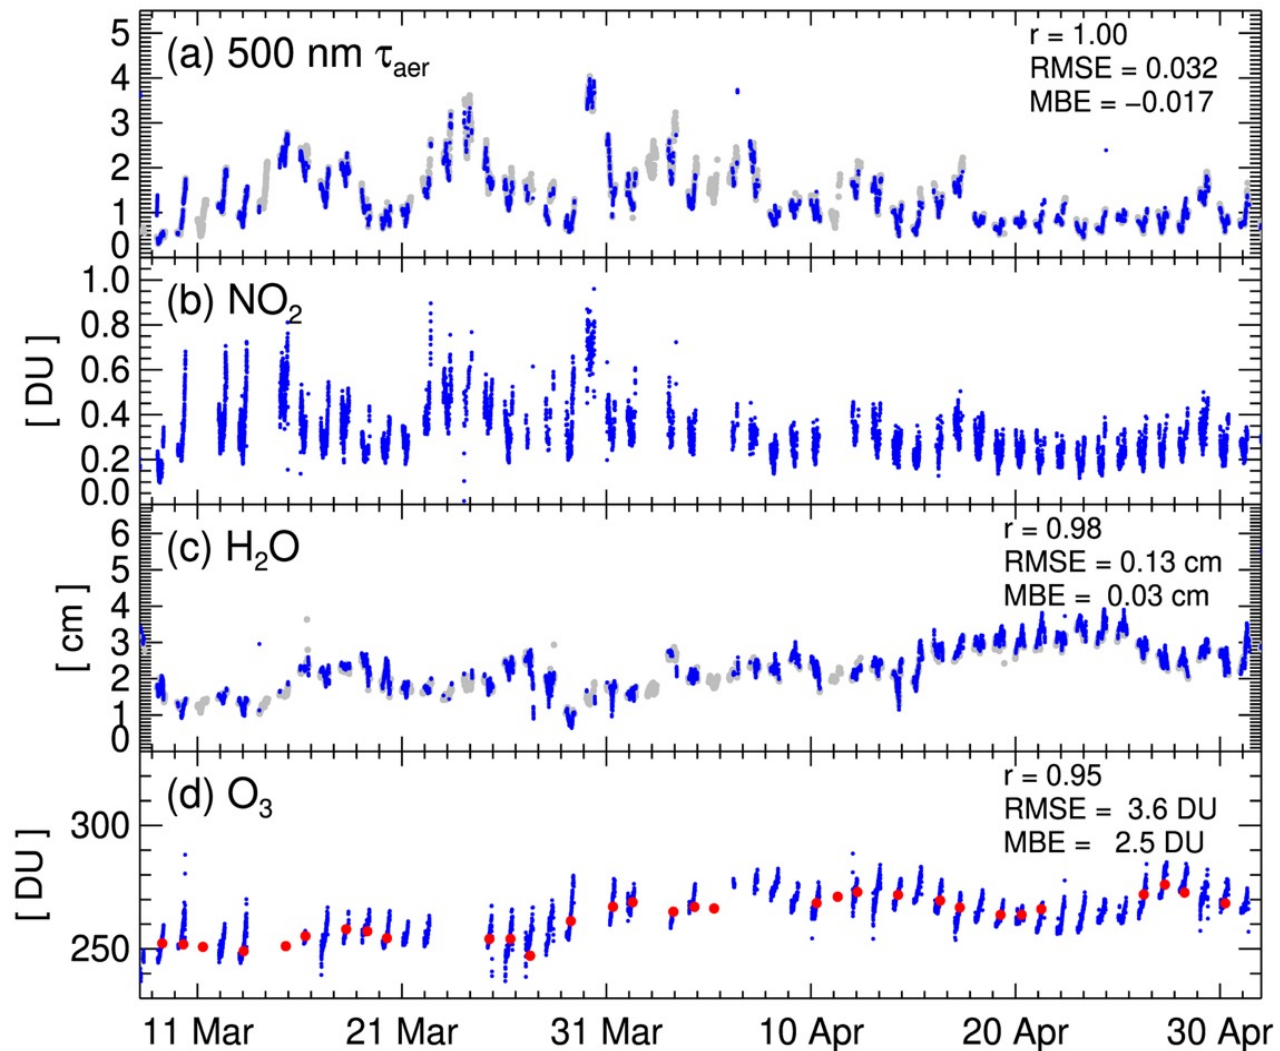 (a) 500 nm τaer
r = 1.00
RMSE = 0.032
MBE = −0.017
5
4
3
2
1
0
(b) NO2
[ DU ]
1.0
0.8
0.6
0.4
0.2
0.0
(c) H2O
r = 0.98
RMSE = 0.13 cm
MBE = 0.03 cm
[ cm ]
6
5
4
3
2
1
0
(d) O3
r = 0.95
RMSE = 3.6 DU
MBE = 2.5 DU
[ DU ]
300
250
11 Mar 21 Mar 31 Mar 10 Apr 20 Apr 30 Apr